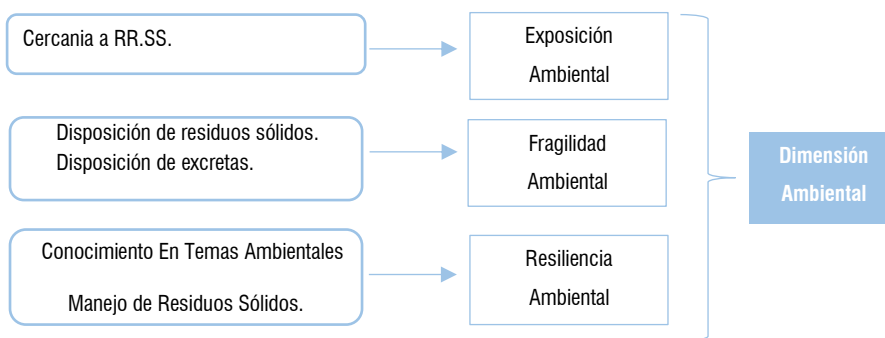 Cercania a RR.SS.
Exposición
Ambiental
Disposición de residuos sólidos.
Disposición de excretas.
Fragilidad
Ambiental
Conocimiento En Temas Ambientales
Manejo de Residuos Sólidos.
Resiliencia
Ambiental
Dimensión
Ambiental